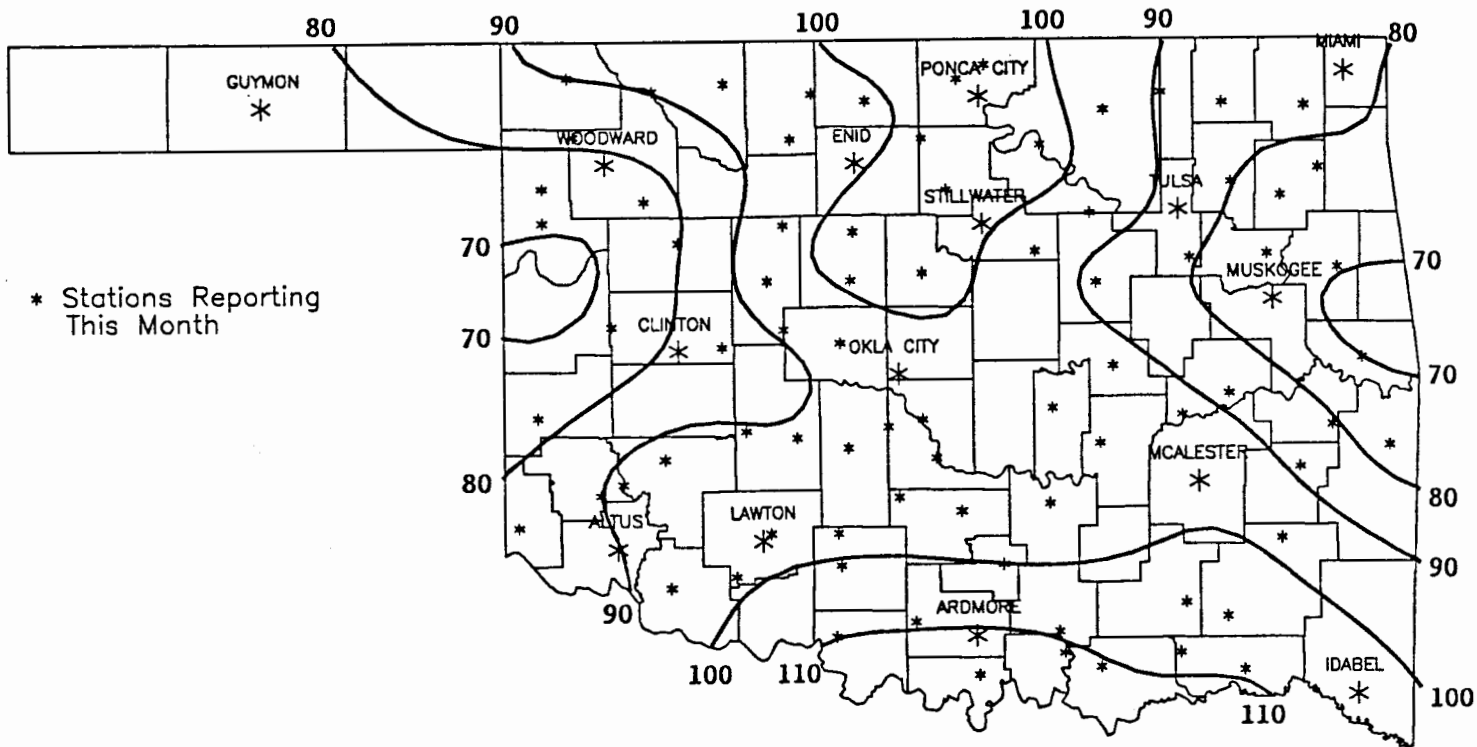 80
90
100
100
90
80
MIAMI
GUYMON
PONCA CITY
WOODWARD
ENID
TULSA
STILLWATER
70
70
MUSKOGEE
* Stations Reporting
This Month
CLINTON
70
OKLA CITY
70
MCALESTER
80
80
ALTUS
LAWTON
90
90
ARDMORE
100
110
IDABEL
100
110